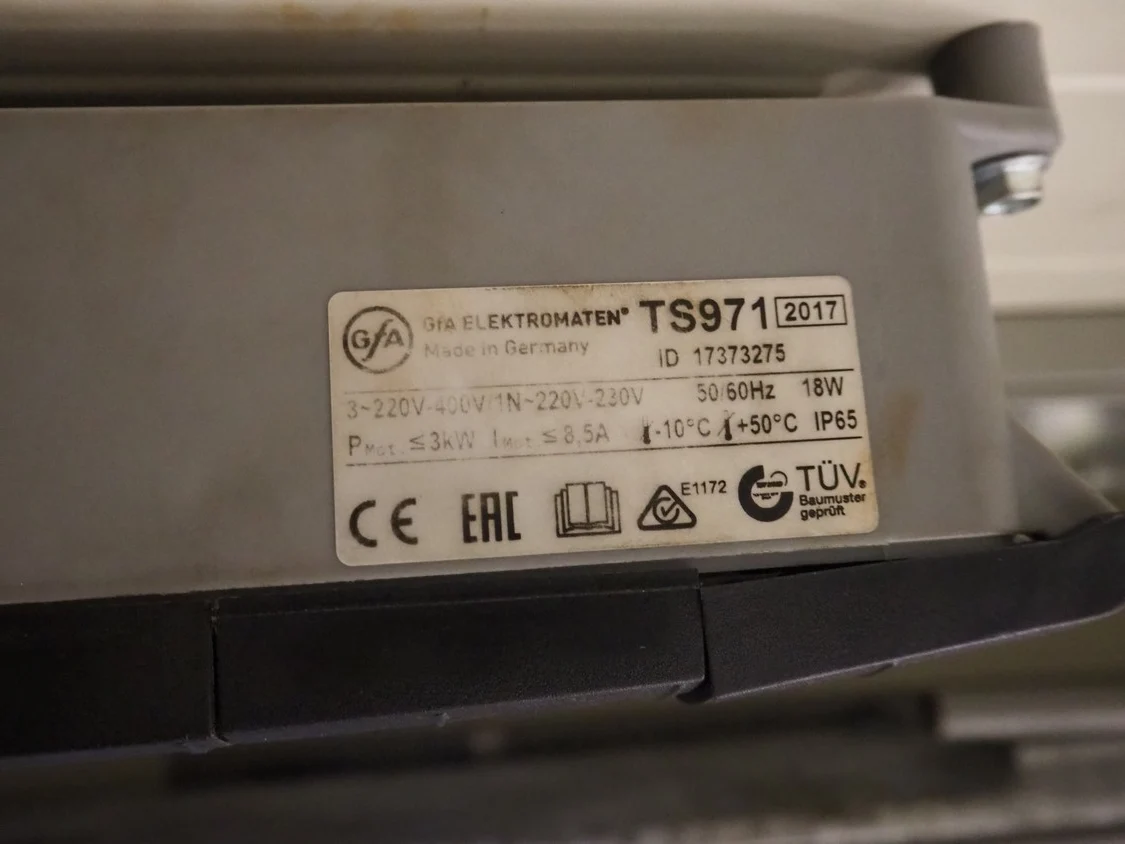 GfA
GfA ELEKTROMATEN® TS971 2017
Made in Germany ID 17373275
3~220V-400V/1N~220V-230V 50/60Hz 18W
PMot. ≤3kW IMot. ≤8,5A -10°C +50°C IP65
CE EAC E1172 TÜV®
Baumuster
geprüft